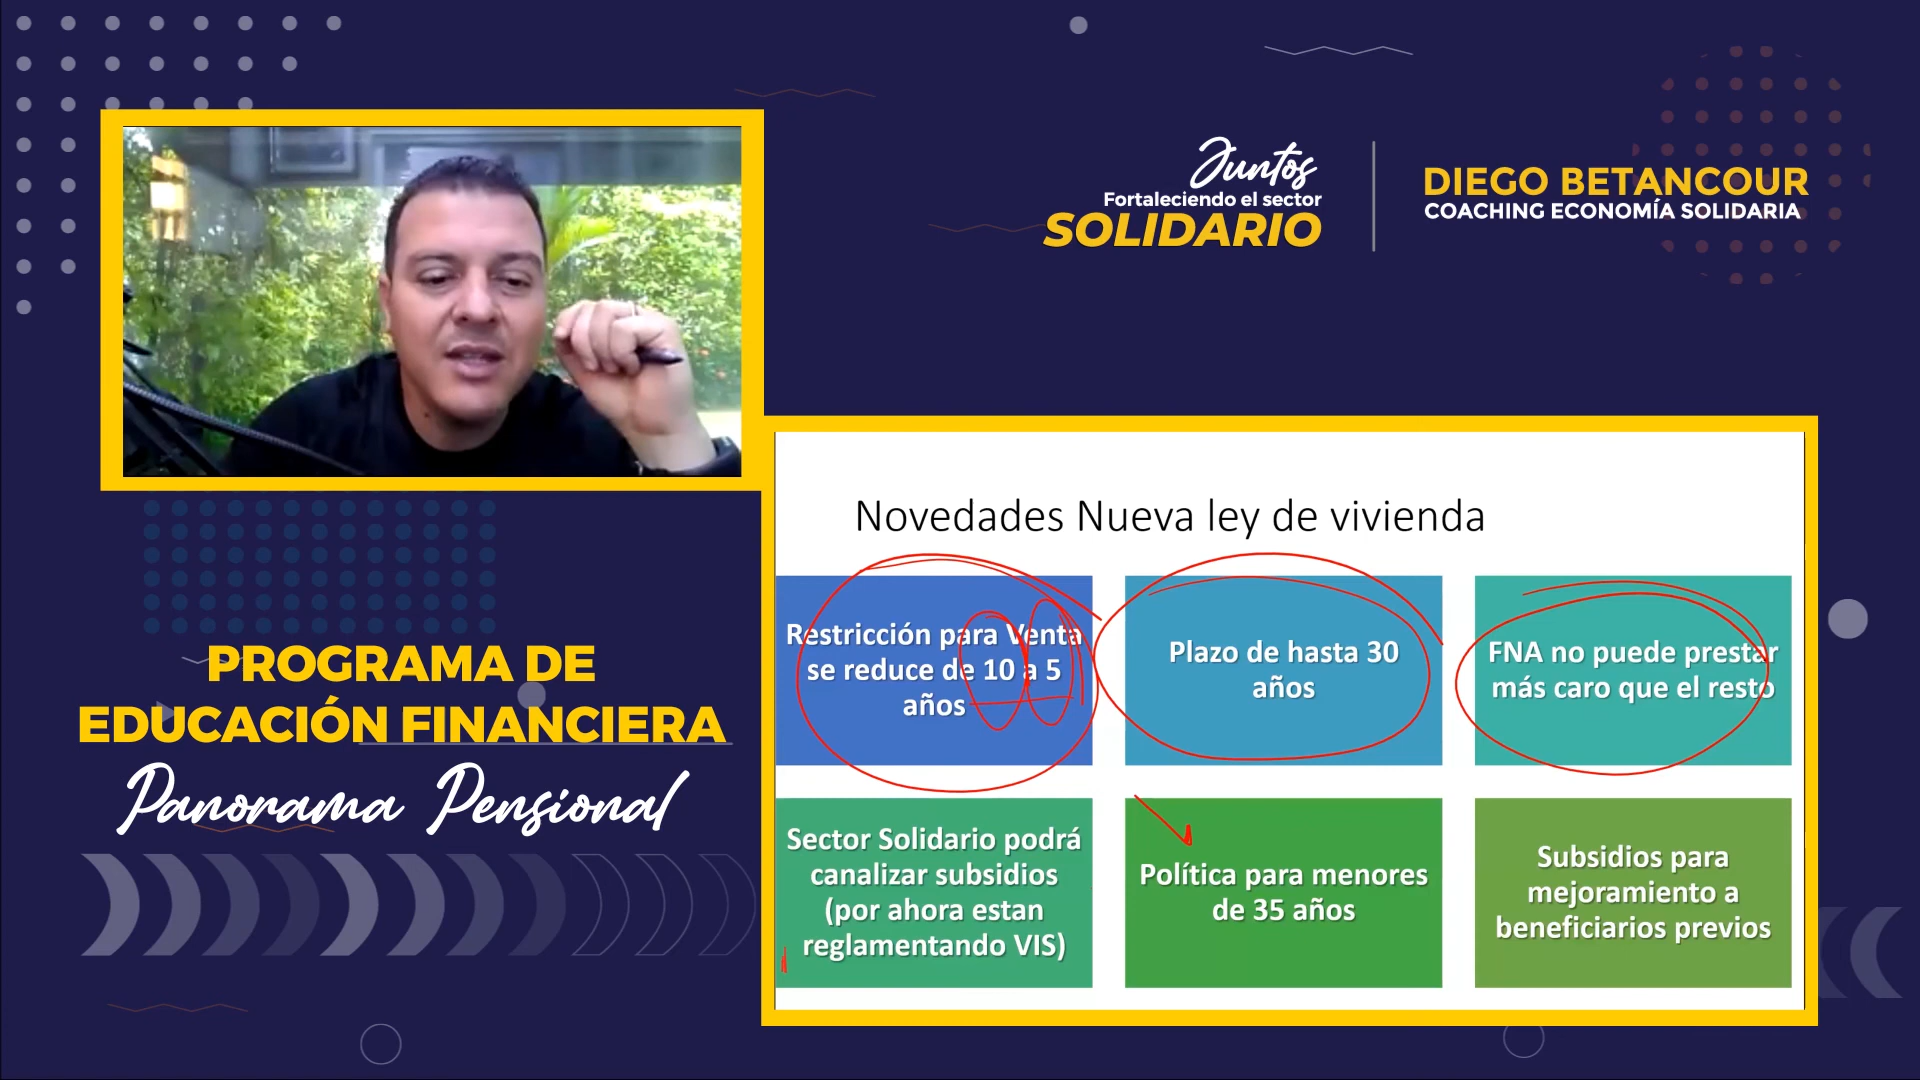 Juntos
Fortaleciendo el sector
SOLIDARIO
DIEGO BETANCOUR
COACHING ECONOMÍA SOLIDARIA
PROGRAMA DE
EDUCACIÓN FINANCIERA
Panorama Pensional
Novedades Nueva ley de vivienda
Restricción para Venta
se reduce de 10 a 5
años
Plazo de hasta 30
años
FNA no puede prestar
más caro que el resto
Sector Solidario podrá
canalizar subsidios
(por ahora estan
reglamentando VIS)
Política para menores
de 35 años
Subsidios para
mejoramiento a
beneficiarios previos